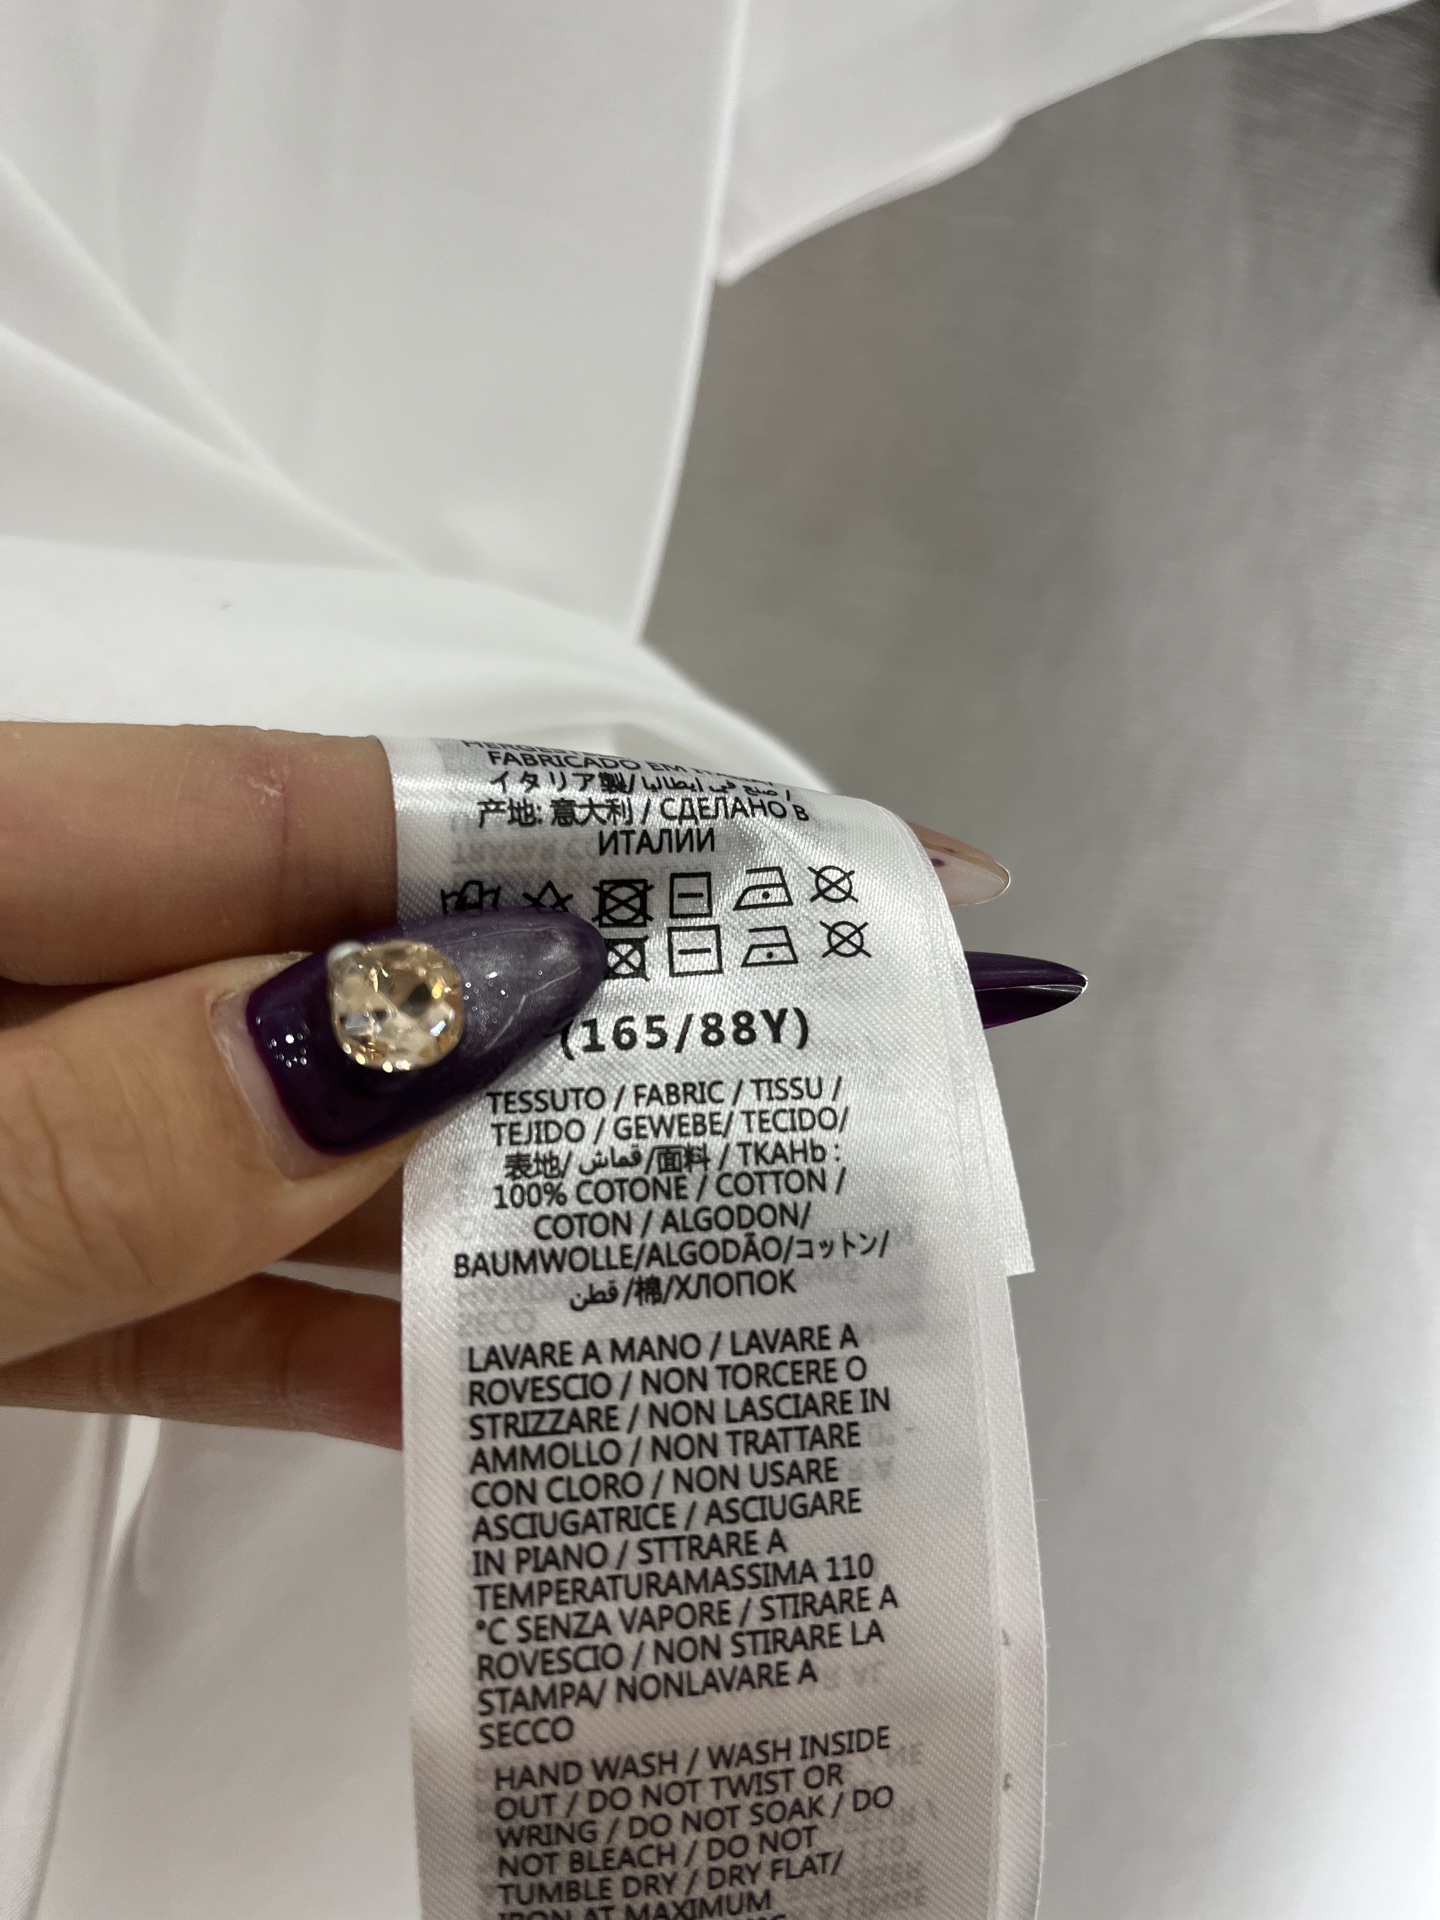 FABRICADO EM
イタリア製/ صنع في ايطاليا /
产地: 意大利 / СДЕЛАНО В
ИТАЛИИ
(165/88Y)
TESSUTO / FABRIC / TISSU /
TEJIDO / GEWEBE/ TECIDO/
表地/ قماش /面料 / TKAHb :
100% COTONE / COTTON /
COTON / ALGODON/
BAUMWOLLE/ALGODÃO/コットン/
قطن /棉/ХЛОПОК
LAVARE A MANO / LAVARE A
ROVESCIO / NON TORCERE O
STRIZZARE / NON LASCIARE IN
AMMOLLO / NON TRATTARE
CON CLORO / NON USARE
ASCIUGATRICE / ASCIUGARE
IN PIANO / STTRARE A
TEMPERATURAMASSIMA 110
°C SENZA VAPORE / STIRARE A
ROVESCIO / NON STIRARE LA
STAMPA/ NONLAVARE A
SECCO
HAND WASH / WASH INSIDE
OUT / DO NOT TWIST OR
WRING / DO NOT SOAK / DO
NOT BLEACH / DO NOT
TUMBLE DRY / DRY FLAT/
IRON AT MAXIMUM